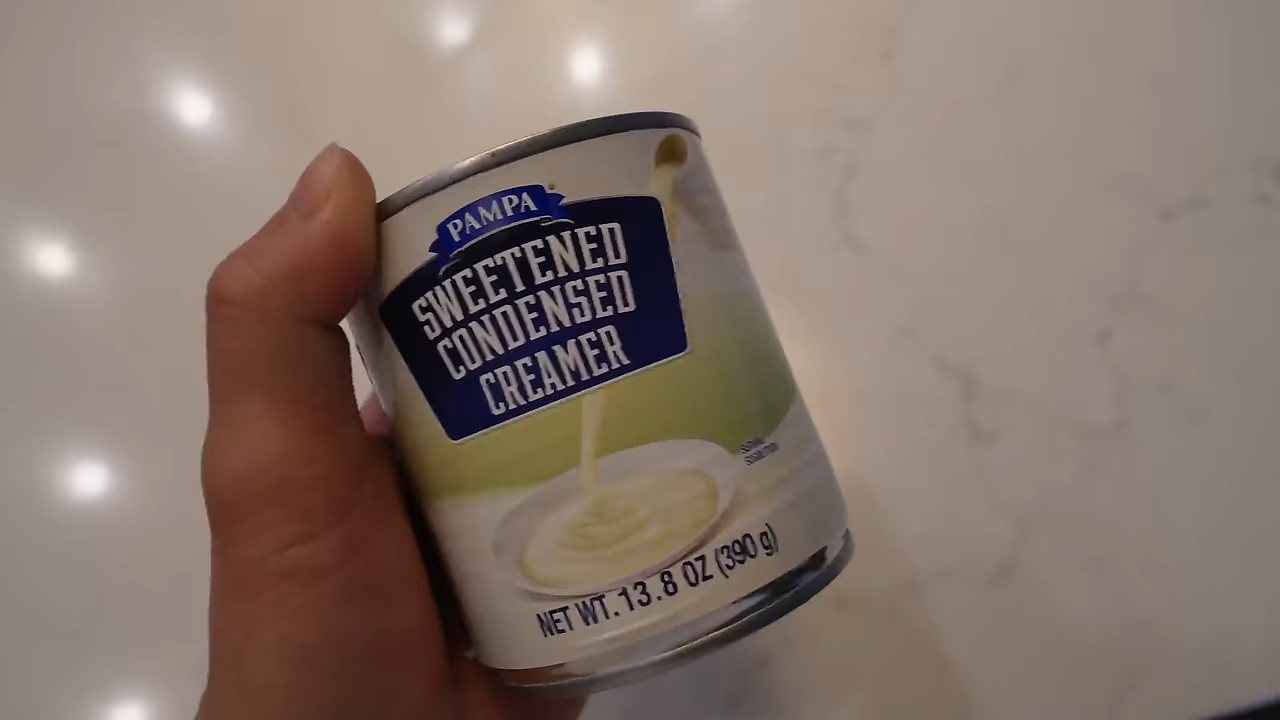 PAMPA
SWEETENED
CONDENSED
CREAMER
NET WT. 13.8 OZ (390 g)